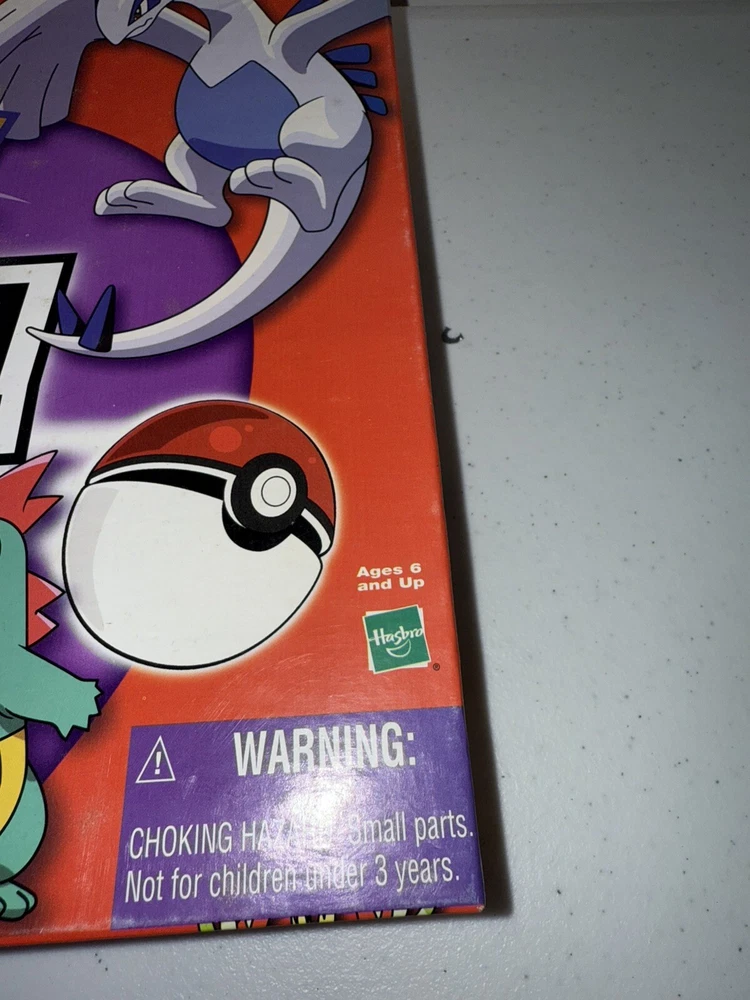 Ages 6
and Up
Hasbro
®
WARNING:
CHOKING HAZARD Small parts.
Not for children under 3 years.